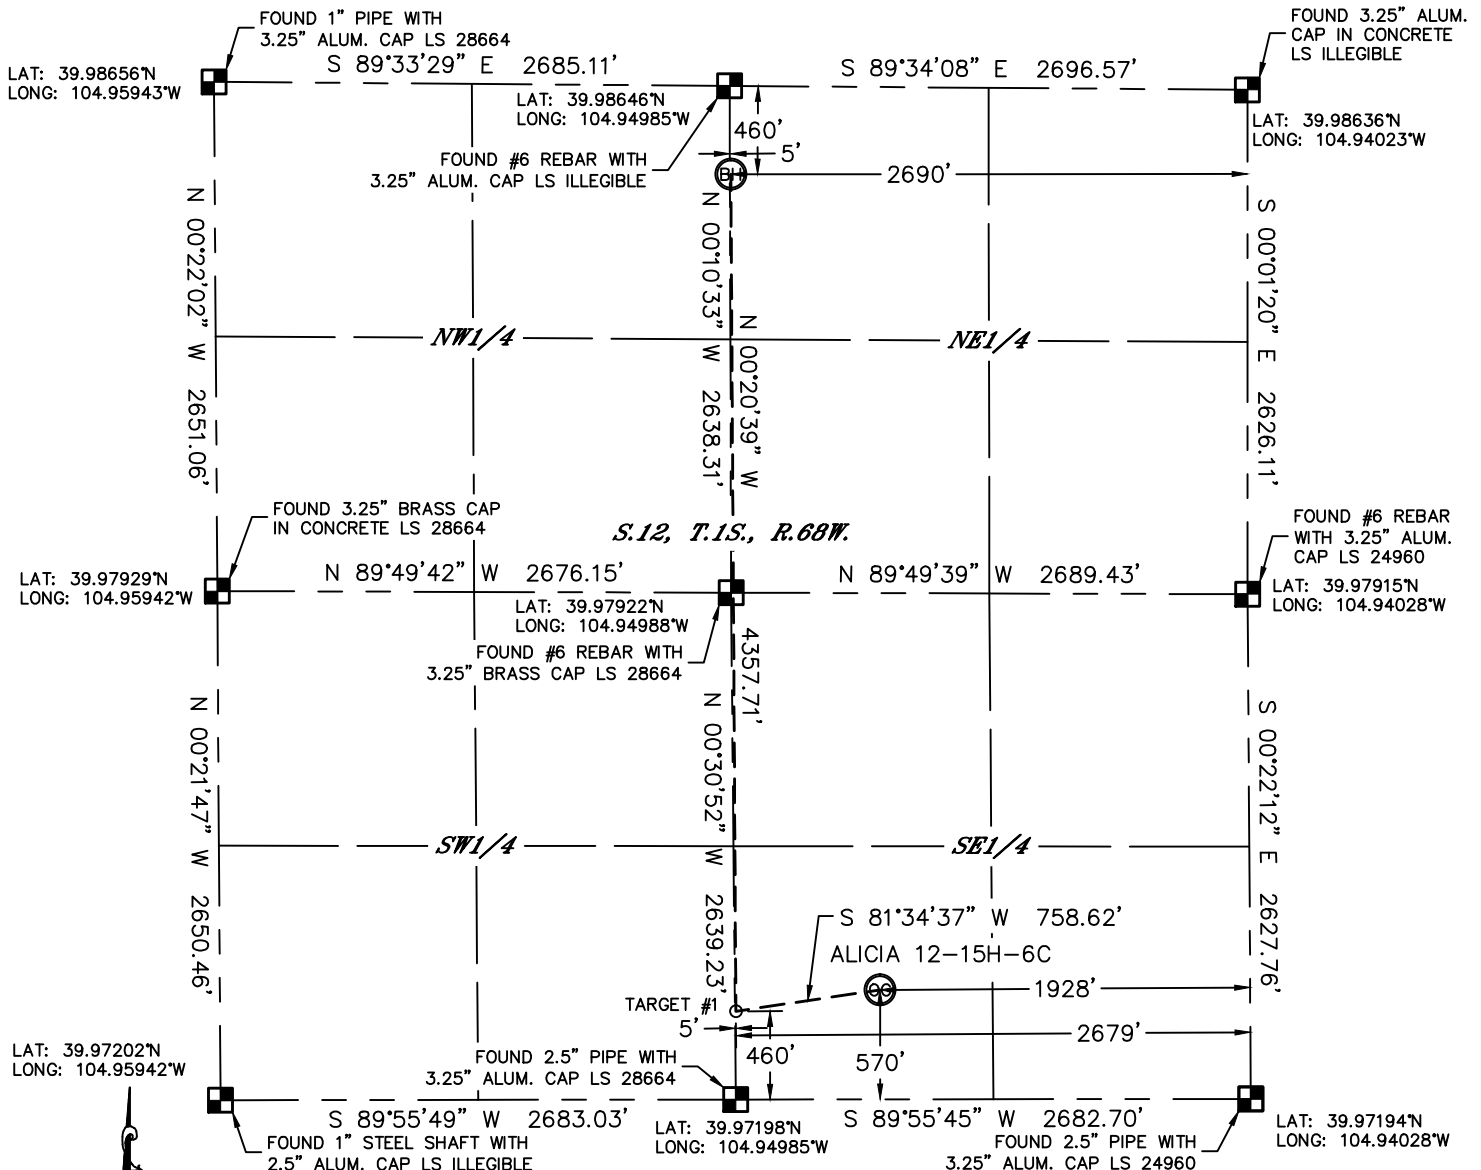 FOUND 1" PIPE WITH
3.25" ALUM. CAP LS 28664
FOUND 3.25" ALUM.
CAP IN CONCRETE
LS ILLEGIBLE
LAT: 39.98656°N
LONG: 104.95943°W
S 89°33'29" E 2685.11'
S 89°34'08" E 2696.57'
LAT: 39.98646°N
LONG: 104.94985°W
LAT: 39.98636°N
LONG: 104.94023°W
460'
5'
FOUND #6 REBAR WITH
3.25" ALUM. CAP LS ILLEGIBLE
BH
2690'
N 00°22'02" W 2651.06'
N 00°10'33" W 2638.31'
N 00°20'39" W
4357.71'
S 00°01'20" E 2626.11'
NW1/4
NE1/4
FOUND 3.25" BRASS CAP
IN CONCRETE LS 28664
S.12, T.1S., R.68W.
FOUND #6 REBAR
WITH 3.25" ALUM.
CAP LS 24960
LAT: 39.97929°N
LONG: 104.95942°W
N 89°49'42" W 2676.15'
N 89°49'39" W 2689.43'
LAT: 39.97922°N
LONG: 104.94988°W
LAT: 39.97915°N
LONG: 104.94028°W
FOUND #6 REBAR WITH
3.25" BRASS CAP LS 28664
N 00°21'47" W 2650.46'
N 00°30'52" W 2639.23'
S 00°22'12" E 2627.76'
SW1/4
SE1/4
S 81°34'37" W 758.62'
ALICIA 12-15H-6C
1928'
TARGET #1
5'
2679'
460'
570'
LAT: 39.97202°N
LONG: 104.95942°W
FOUND 2.5" PIPE WITH
3.25" ALUM. CAP LS 28664
S 89°55'49" W 2683.03'
S 89°55'45" W 2682.70'
FOUND 1" STEEL SHAFT WITH
2.5" ALUM. CAP LS ILLEGIBLE
LAT: 39.97198°N
LONG: 104.94985°W
FOUND 2.5" PIPE WITH
3.25" ALUM. CAP LS 24960
LAT: 39.97194°N
LONG: 104.94028°W